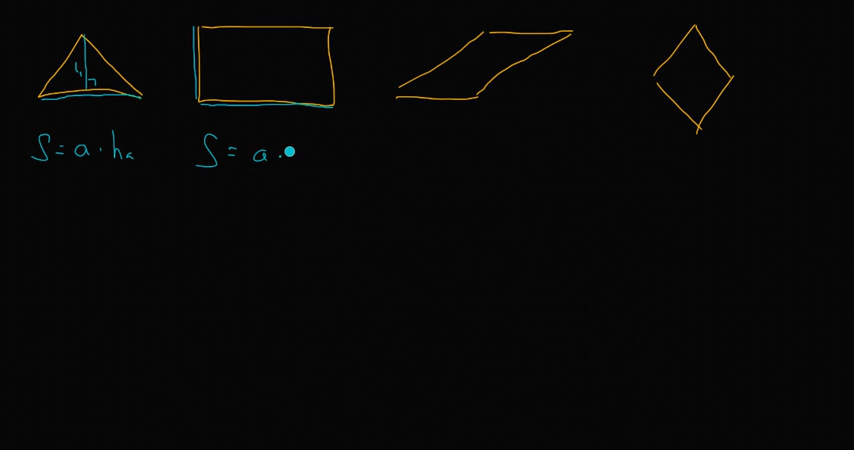 h
S = a · hₐ
S = a ·